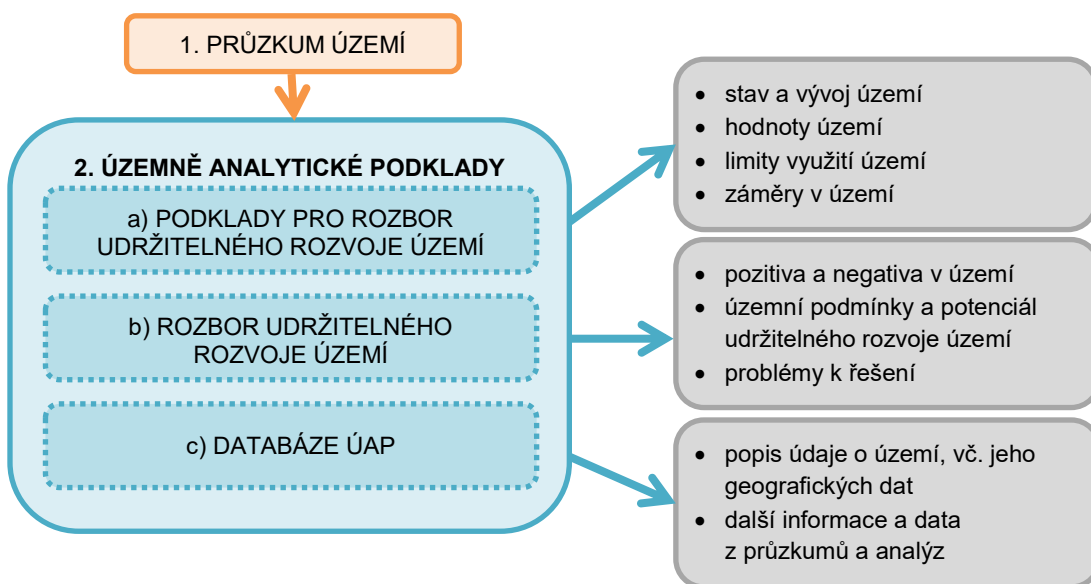 1. PRŮZKUM ÚZEMÍ
2. ÚZEMNĚ ANALYTICKÉ PODKLADY
a) PODKLADY PRO ROZBOR
UDRŽITELNÉHO ROZVOJE ÚZEMÍ
b) ROZBOR UDRŽITELNÉHO
ROZVOJE ÚZEMÍ
c) DATABÁZE ÚAP
• stav a vývoj území
• hodnoty území
• limity využití území
• záměry v území
• pozitiva a negativa v území
• územní podmínky a potenciál
udržitelného rozvoje území
• problémy k řešení
• popis údaje o území, vč. jeho
geografických dat
• další informace a data
z průzkumů a analýz